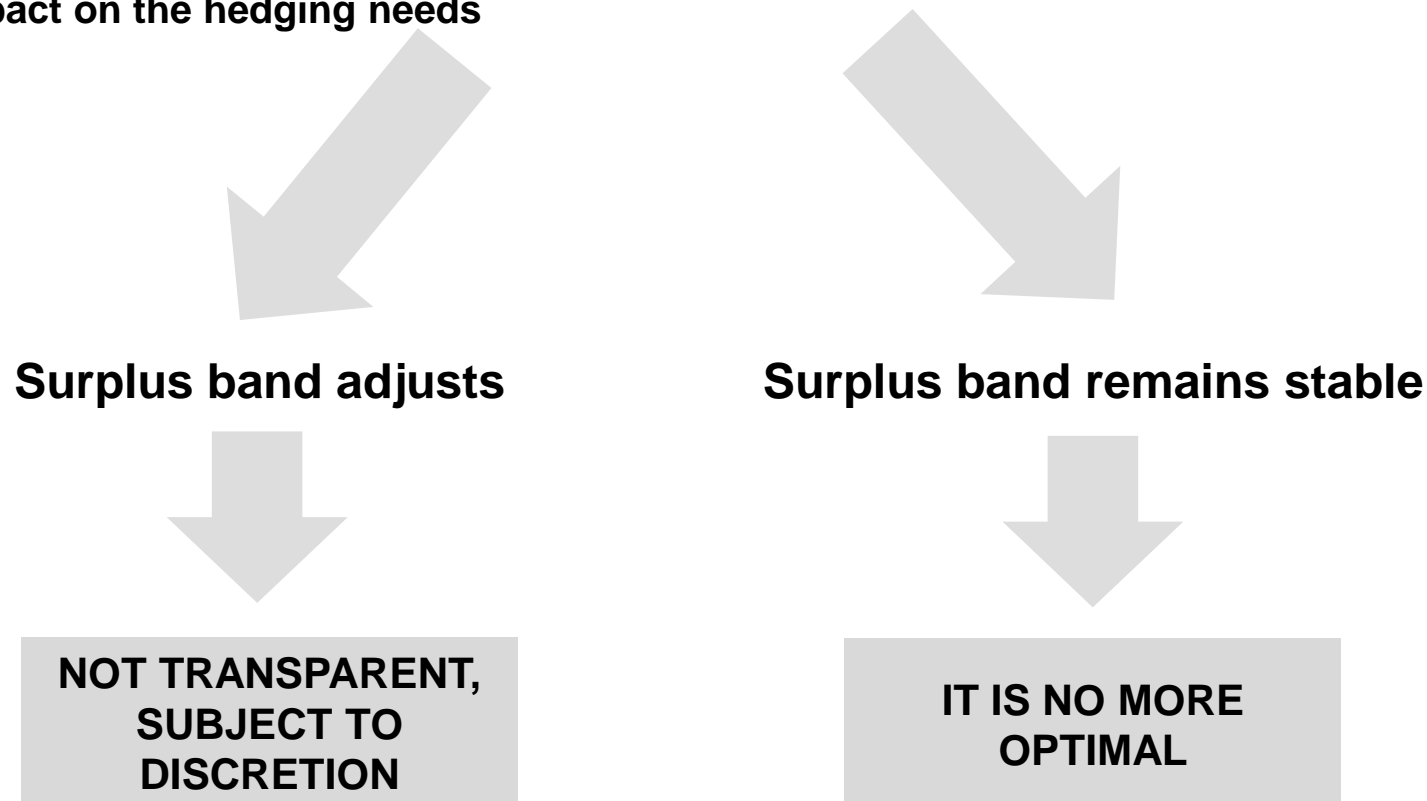 on the hedging needs
Surplus band adjusts
Surplus band remains stable
NOT TRANSPARENT,
SUBJECT TO
DISCRETION
IT IS NO MORE
OPTIMAL